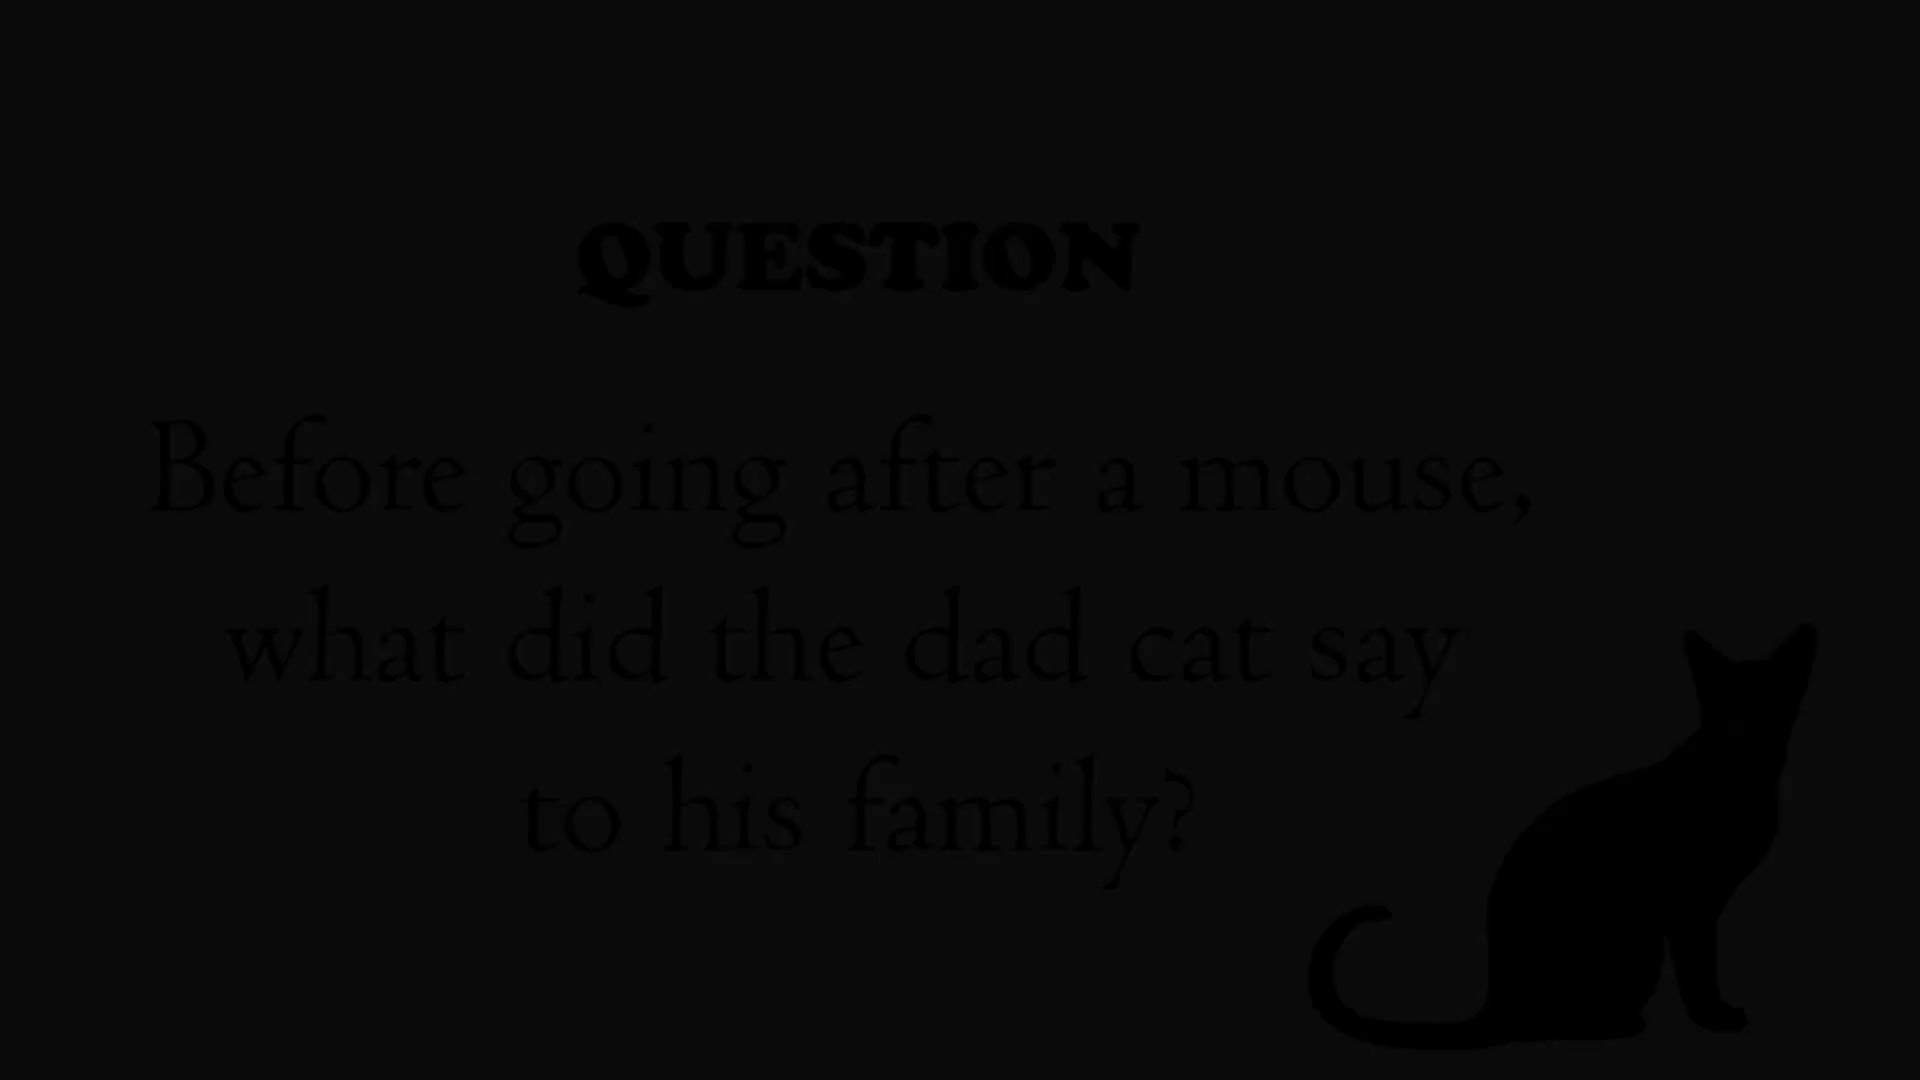 QUESTION
Before going after a mouse,
what did the dad cat say
to his family?